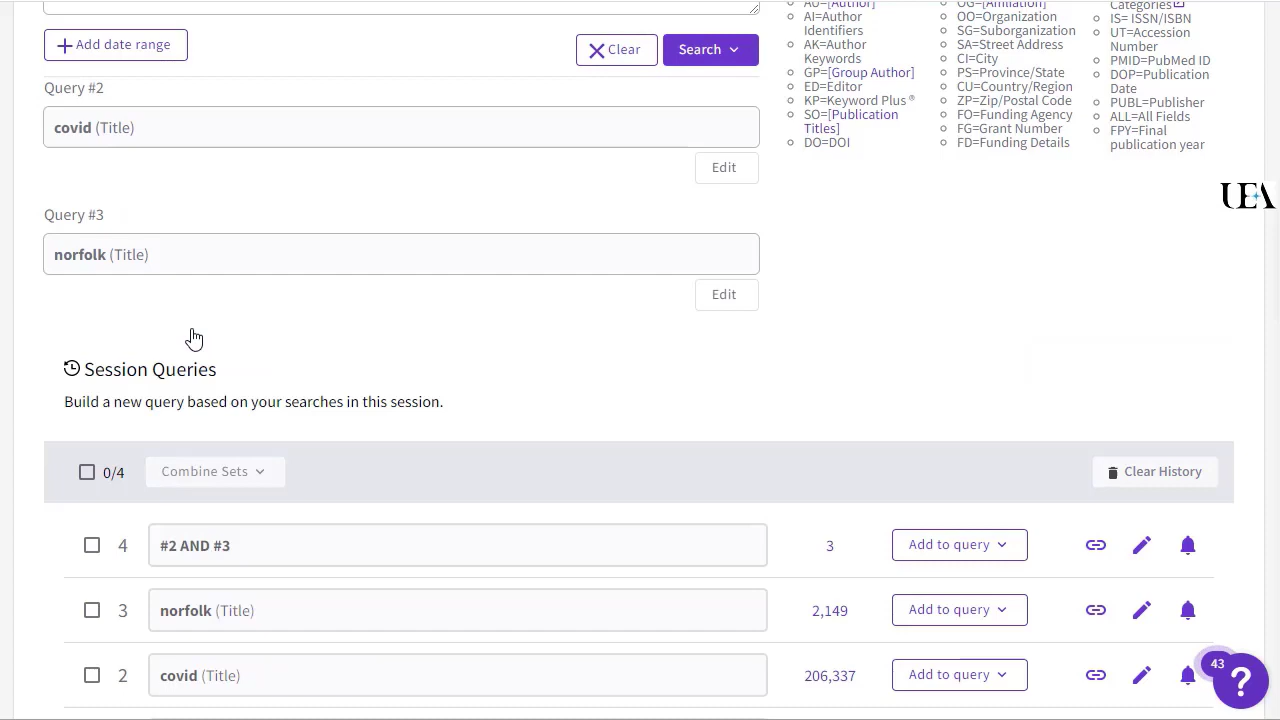 Add date range
Clear
Search
Query #2
covid (Title)
Edit
Query #3
norfolk (Title)
Edit
AU=[Author]
AI=Author
Identifiers
AK=Author
Keywords
GP=[Group Author]
ED=Editor
KP=Keyword Plus ®
SO=[Publication
Titles]
DO=DOI
OG=[Affiliation]
OO=Organization
SG=Suborganization
SA=Street Address
CI=City
PS=Province/State
CU=Country/Region
ZP=Zip/Postal Code
FO=Funding Agency
FG=Grant Number
FD=Funding Details
Categories
IS= ISSN/ISBN
UT=Accession
Number
PMID=PubMed ID
DOP=Publication
Date
PUBL=Publisher
ALL=All Fields
FPY=Final
publication year
UEA
Session Queries
Build a new query based on your searches in this session.
0/4
Combine Sets
Clear History
4
#2 AND #3
3
Add to query
3
norfolk (Title)
2,149
Add to query
2
covid (Title)
206,337
Add to query
43
?